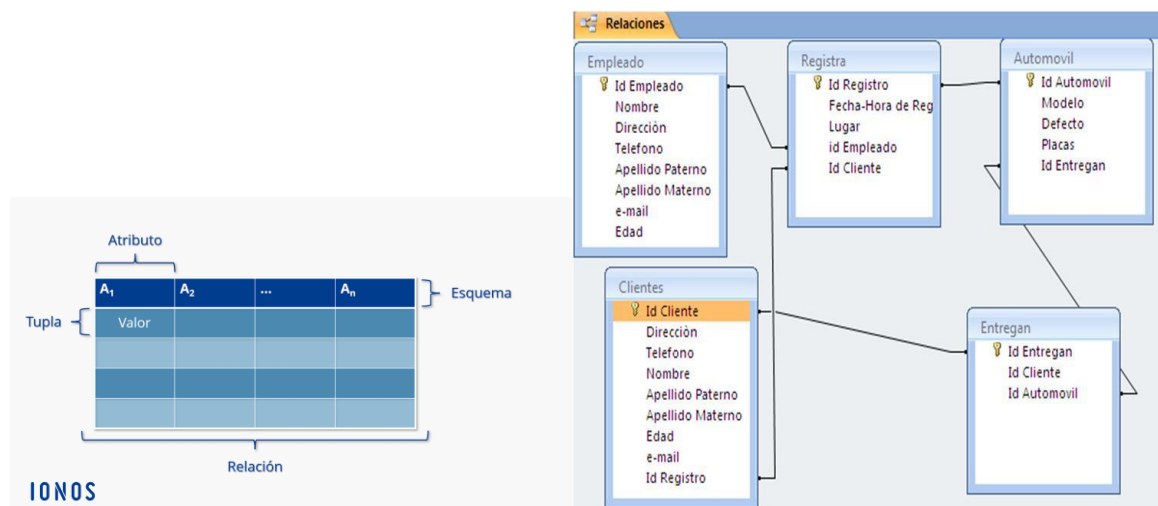 Atributo
A1
A2
...
An
Esquema
Tupla
Valor
Relación
IONOS
Relaciones
Empleado
Id Empleado
Nombre
Dirección
Telefono
Apellido Paterno
Apellido Materno
e-mail
Edad
Registra
Id Registro
Fecha-Hora de Reg
Lugar
id Empleado
Id Cliente
Automovil
Id Automovil
Modelo
Defecto
Placas
Id Entregan
Clientes
Id Cliente
Dirección
Telefono
Nombre
Apellido Paterno
Apellido Materno
Edad
e-mail
Id Registro
Entregan
Id Entregan
Id Cliente
Id Automovil